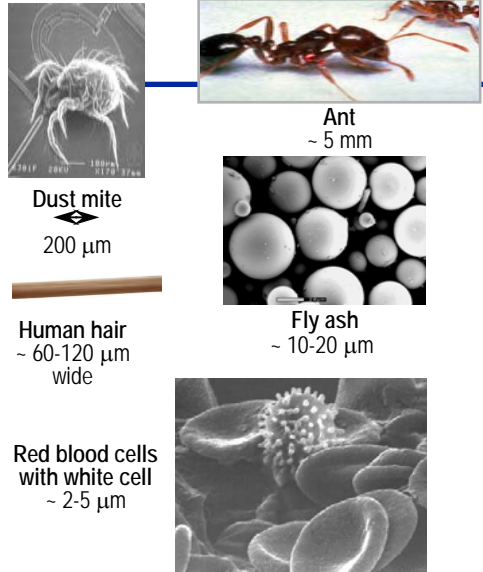 Ant
~ 5 mm
Dust mite
200 μm
Human hair
~ 60-120 μm
wide
Fly ash
~ 10-20 μm
Red blood cells
with white cell
~ 2-5 μm